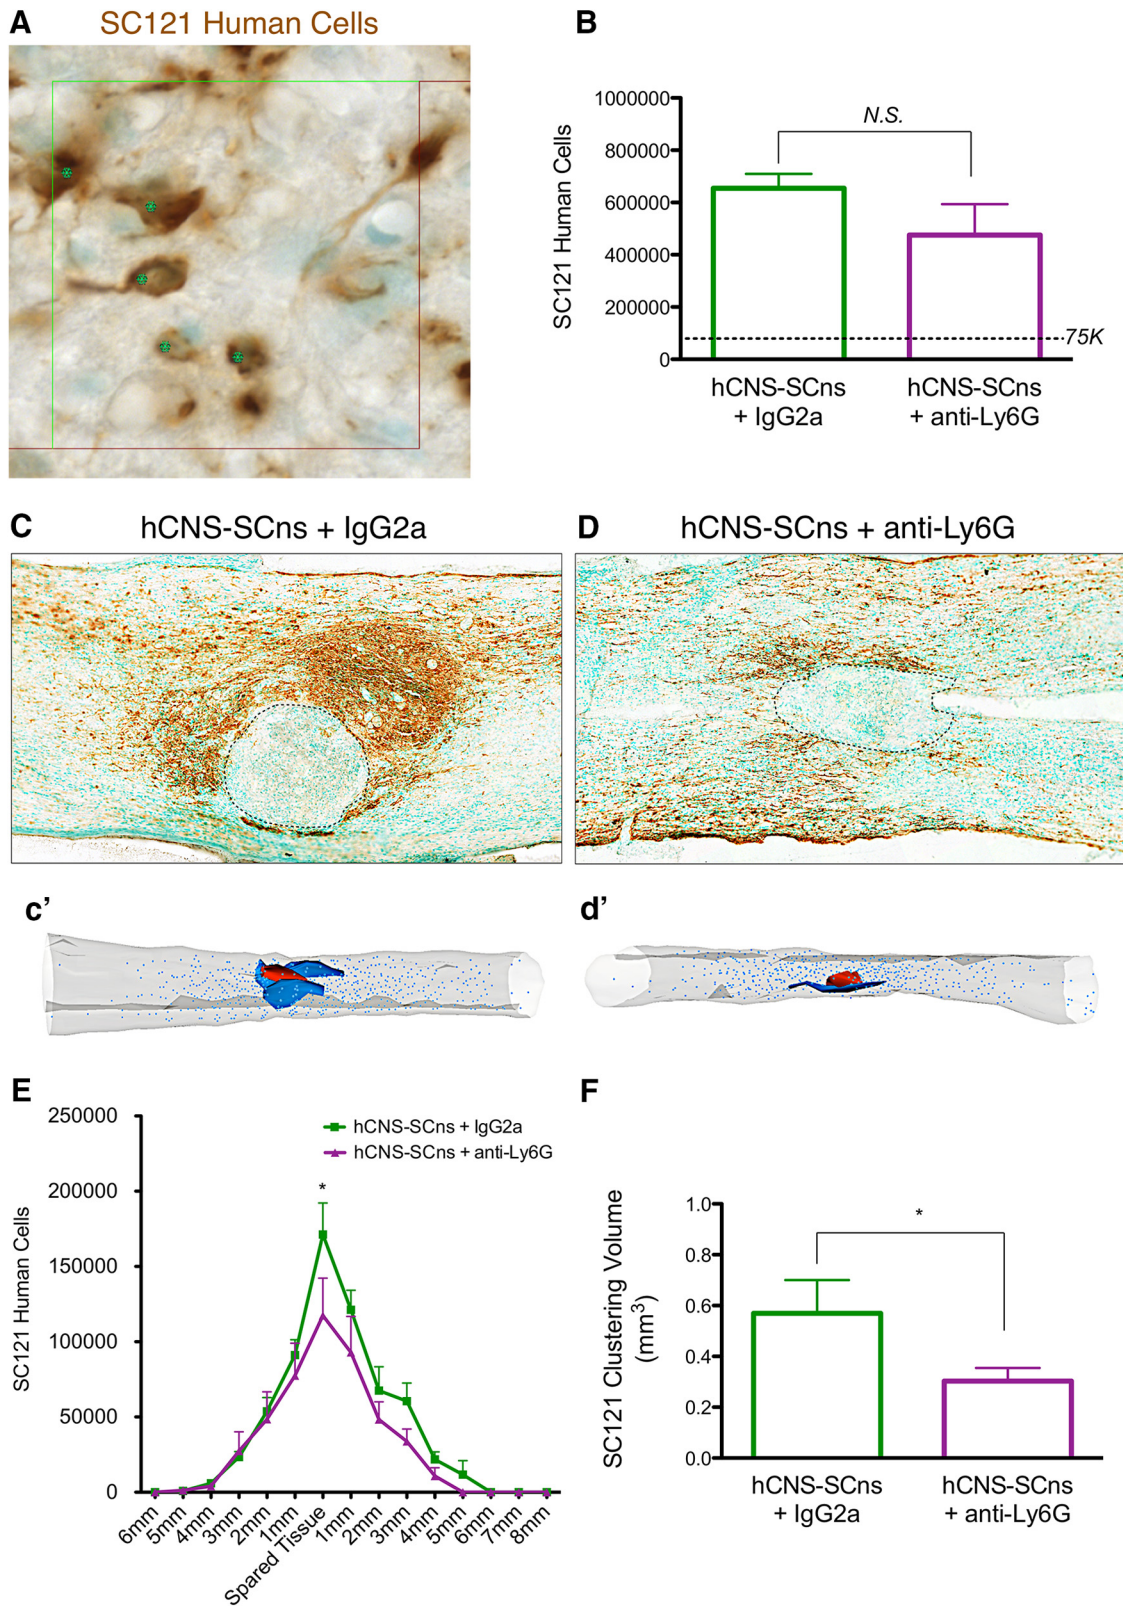 A
SC121 Human Cells
B
SC121 Human Cells
1000000
800000
600000
400000
200000
0
N.S.
75K
hCNS-SCns
+ IgG2a
hCNS-SCns
+ anti-Ly6G
C
hCNS-SCns + IgG2a
D
hCNS-SCns + anti-Ly6G
c’
d’
E
SC121 Human Cells
250000
200000
150000
100000
50000
0
hCNS-SCns + IgG2a
hCNS-SCns + anti-Ly6G
*
6mm
5mm
4mm
3mm
2mm
1mm
Spared Tissue
1mm
2mm
3mm
4mm
5mm
6mm
7mm
8mm
F
SC121 Clustering Volume
(mm³)
1.0
0.8
0.6
0.4
0.2
0.0
*
hCNS-SCns
+ IgG2a
hCNS-SCns
+ anti-Ly6G